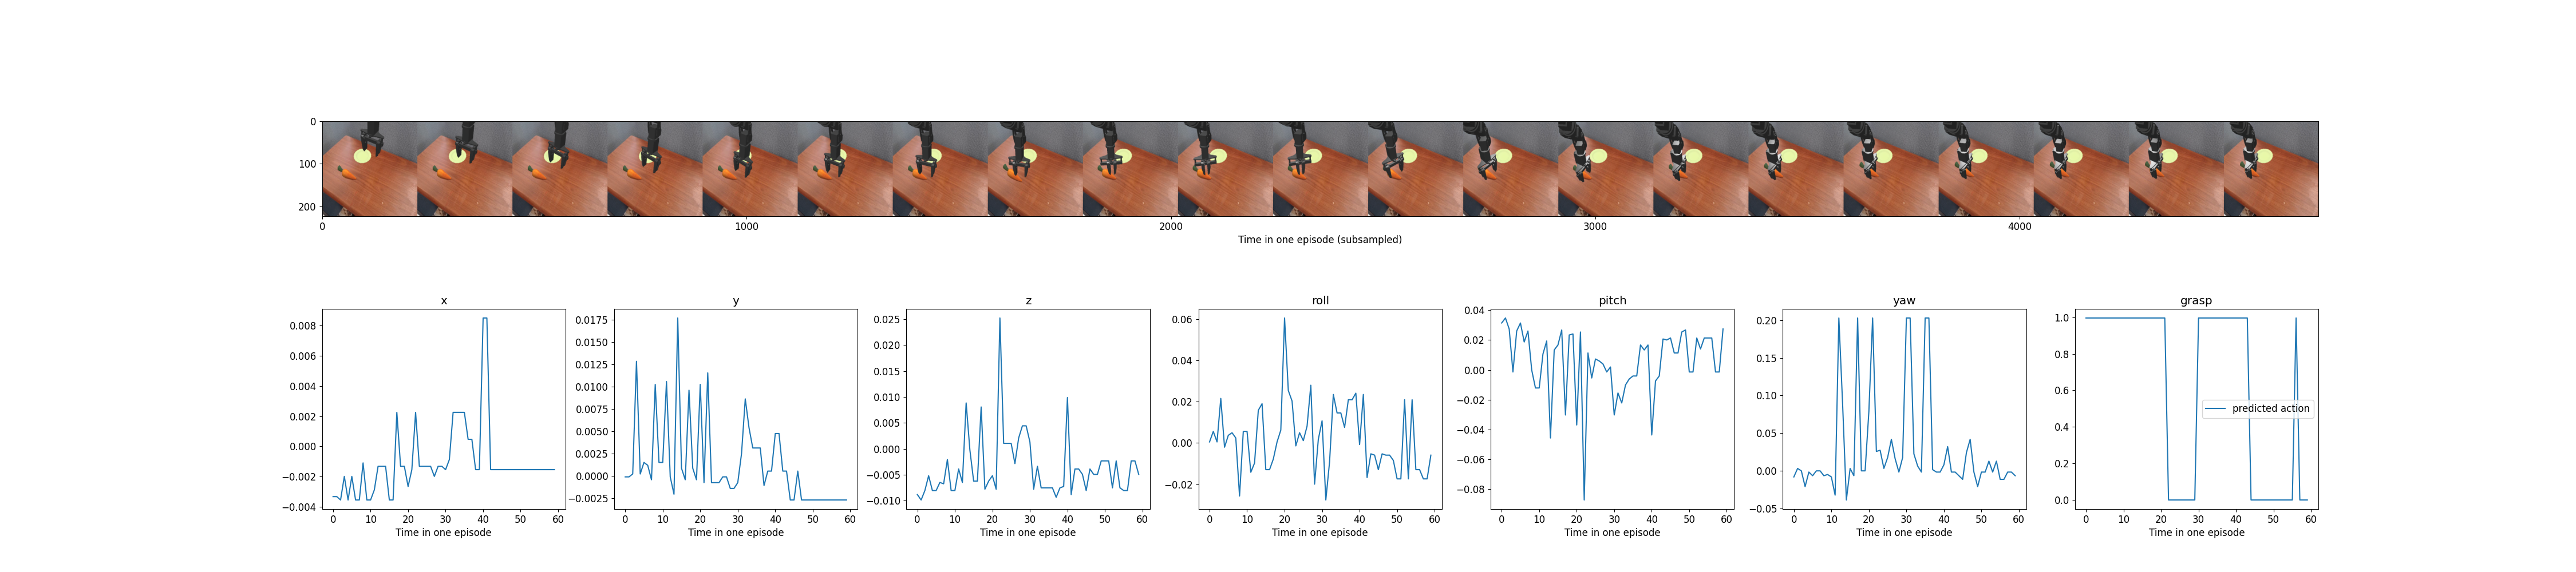 0
100
200
0 1000 2000 3000 4000
Time in one episode (subsampled)
x y z roll pitch yaw grasp
0.008
0.006
0.004
0.002
0.000
−0.002
−0.004
0 10 20 30 40 50 60
Time in one episode
0.0175
0.0150
0.0125
0.0100
0.0075
0.0050
0.0025
0.0000
−0.0025
0 10 20 30 40 50 60
Time in one episode
0.025
0.020
0.015
0.010
0.005
0.000
−0.005
−0.010
0 10 20 30 40 50 60
Time in one episode
0.06
0.04
0.02
0.00
−0.02
0 10 20 30 40 50 60
Time in one episode
0.04
0.02
0.00
−0.02
−0.04
−0.06
−0.08
0 10 20 30 40 50 60
Time in one episode
0.20
0.15
0.10
0.05
0.00
−0.05
0 10 20 30 40 50 60
Time in one episode
1.0
0.8
0.6
0.4
0.2
0.0
predicted action
0 10 20 30 40 50 60
Time in one episode